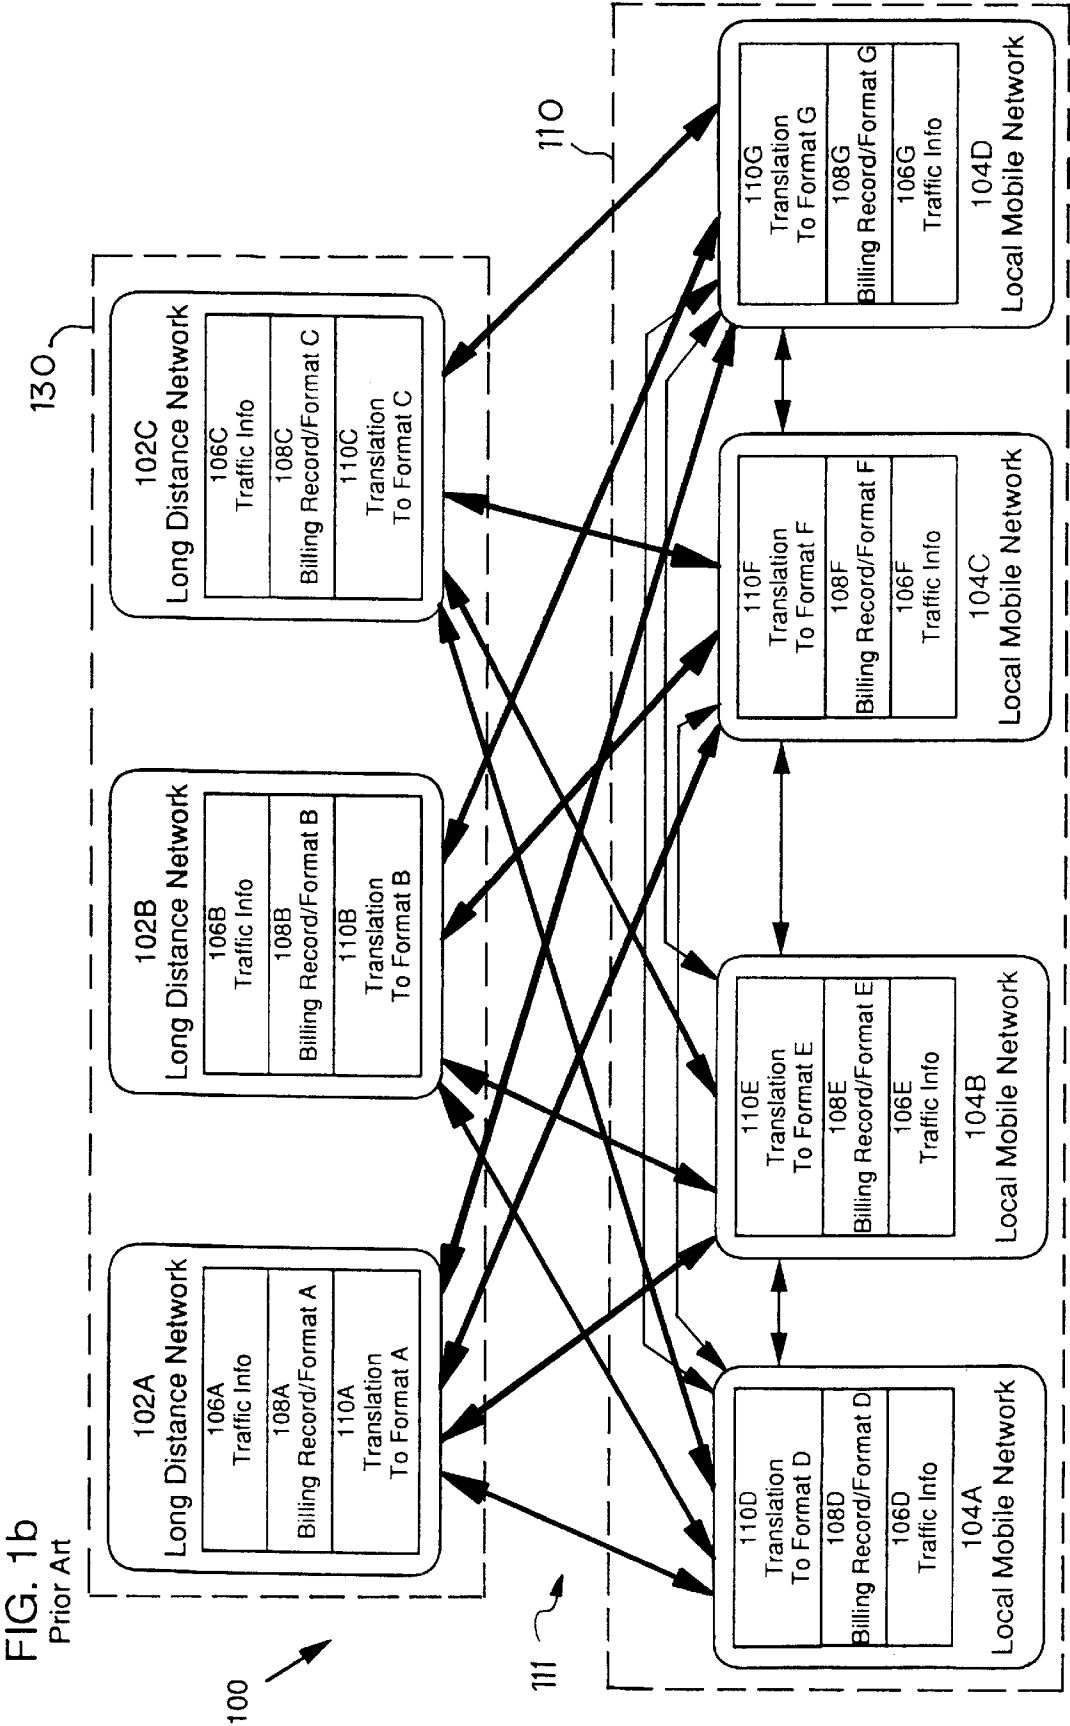 FIG. 1b
Prior Art
100
130
102A
Long Distance Network
106A
Traffic Info
108A
Billing Record/Format A
110A
Translation
To Format A
102B
Long Distance Network
106B
Traffic Info
108B
Billing Record/Format B
110B
Translation
To Format B
102C
Long Distance Network
106C
Traffic Info
108C
Billing Record/Format C
110C
Translation
To Format C
111
110
110D
Translation
To Format D
108D
Billing Record/Format D
106D
Traffic Info
104A
Local Mobile Network
110E
Translation
To Format E
108E
Billing Record/Format E
106E
Traffic Info
104B
Local Mobile Network
110F
Translation
To Format F
108F
Billing Record/Format F
106F
Traffic Info
104C
Local Mobile Network
110G
Translation
To Format G
108G
Billing Record/Format G
106G
Traffic Info
104D
Local Mobile Network